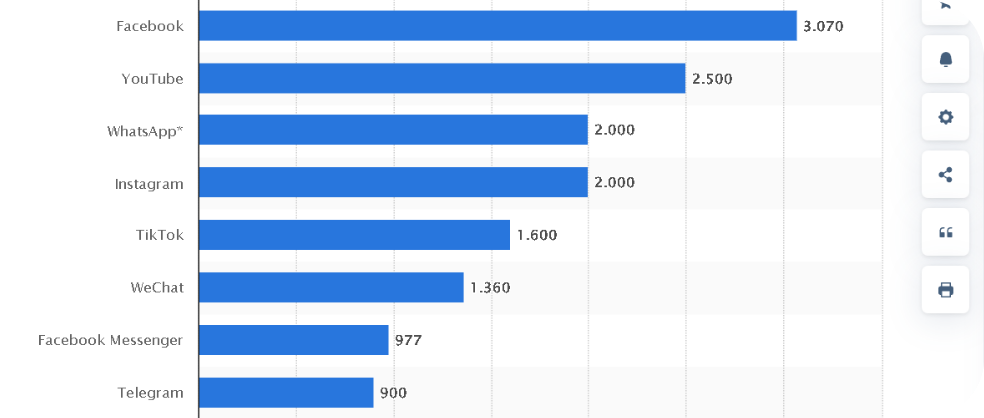 Facebook 3.070
YouTube 2.500
WhatsApp* 2.000
Instagram 2.000
TikTok 1.600
WeChat 1.360
Facebook Messenger 977
Telegram 900